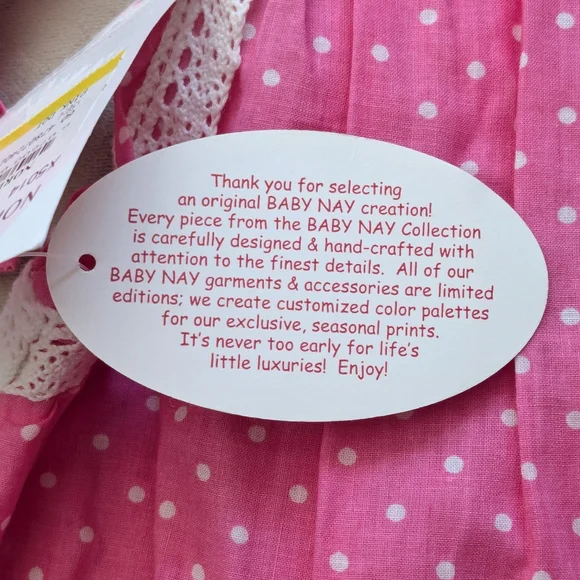 Thank you for selecting
an original BABY NAY creation!
Every piece from the BABY NAY Collection
is carefully designed & hand-crafted with
attention to the finest details. All of our
BABY NAY garments & accessories are limited
editions; we create customized color palettes
for our exclusive, seasonal prints.
It's never too early for life's
little luxuries! Enjoy!